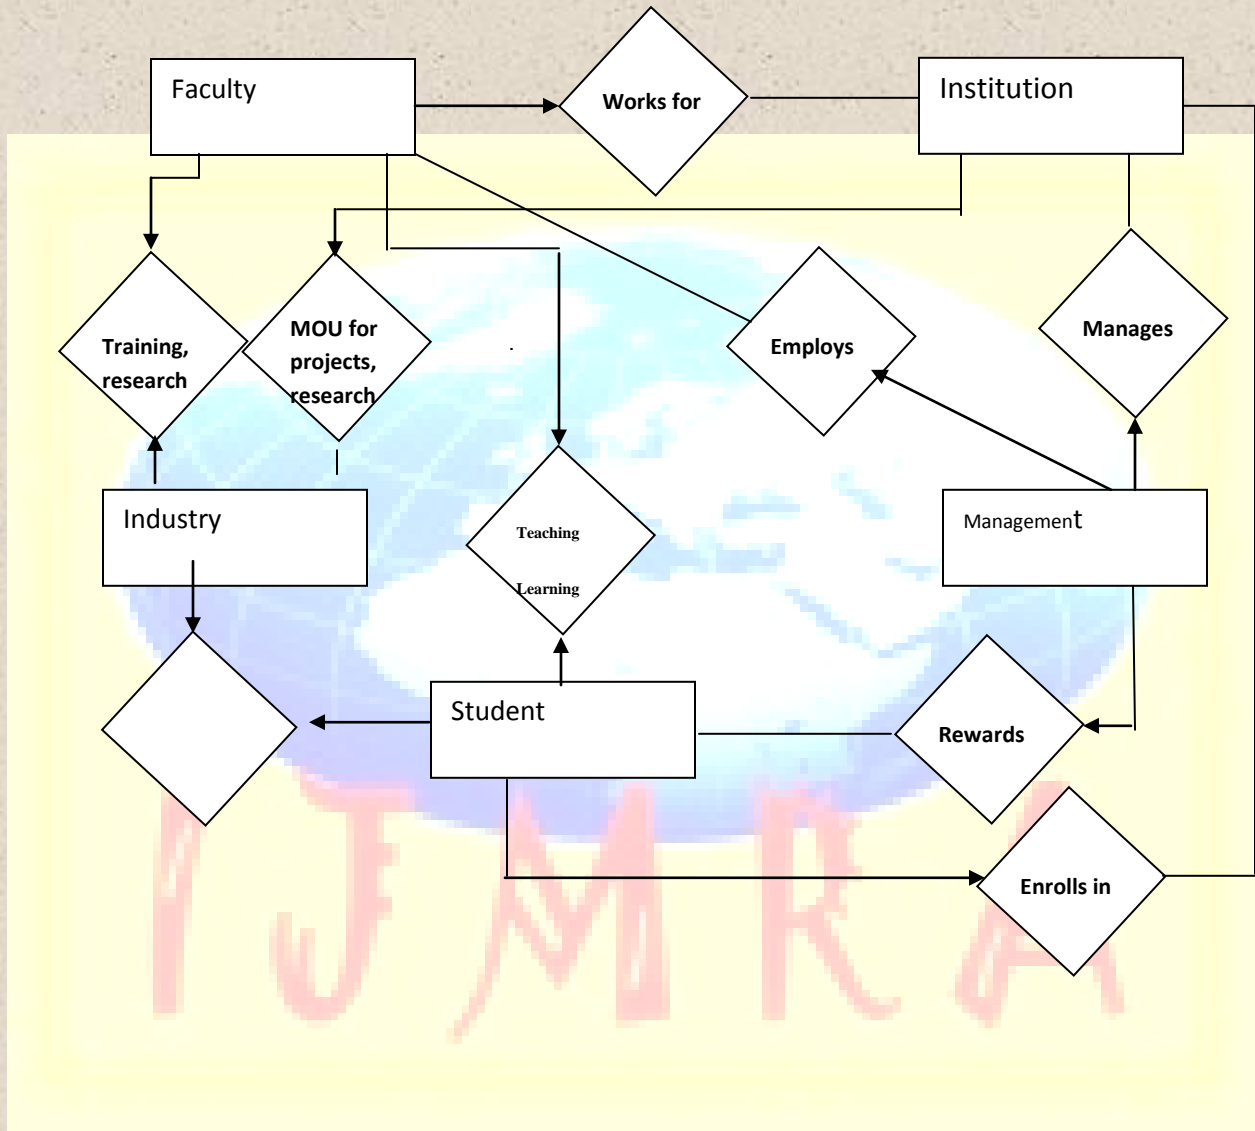 Faculty
Works for
Institution
Training,
research
MOU for
projects,
research
Employs
Manages
Industry
Teaching
Learning
Management
Student
Rewards
Enrolls in
IJMRA